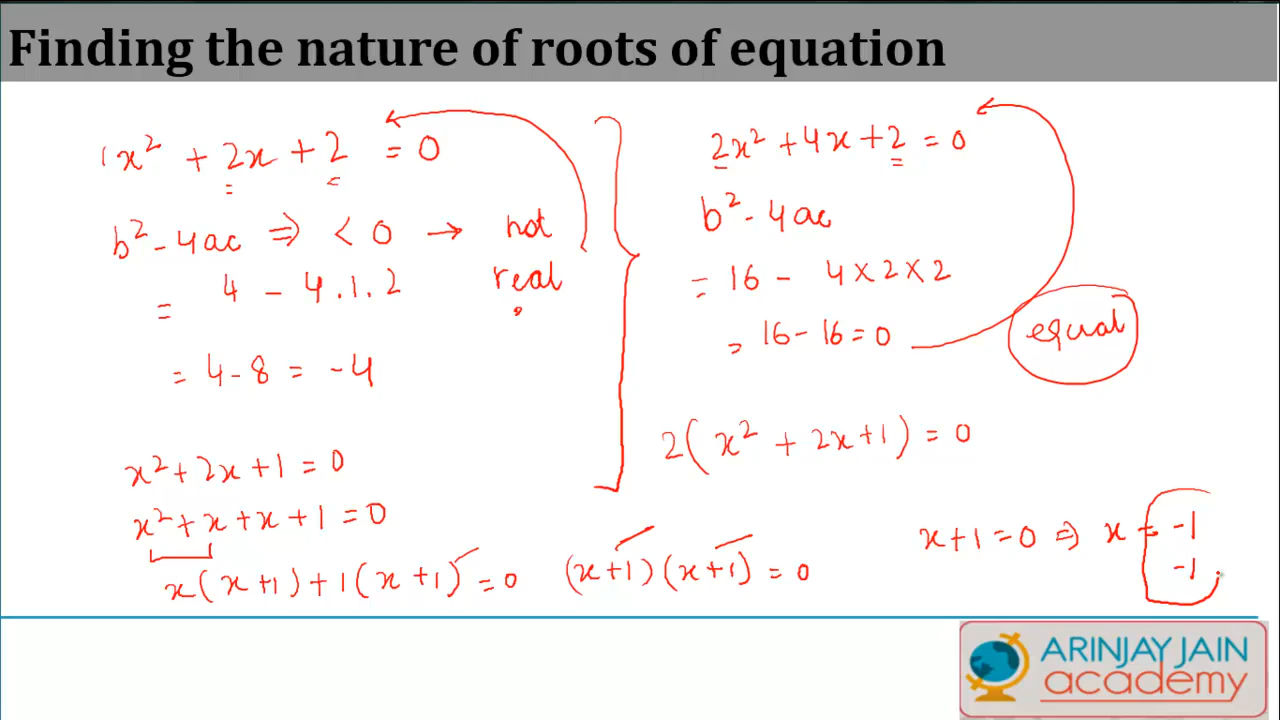 Finding the nature of roots of equation
1x² + 2x + 2 = 0
b² - 4ac ⇒ < 0 → not
real
= 4 - 4.1.2
= 4 - 8 = -4
x² + 2x + 1 = 0
x² + x + x + 1 = 0
x(x+1) + 1(x+1) = 0
2x² + 4x + 2 = 0
b² - 4ac
= 16 - 4×2×2
= 16 - 16 = 0
equal
2(x² + 2x + 1) = 0
(x+1)(x+1) = 0
x + 1 = 0 ⇒ x = -1
-1
ARINJAY JAIN
academy